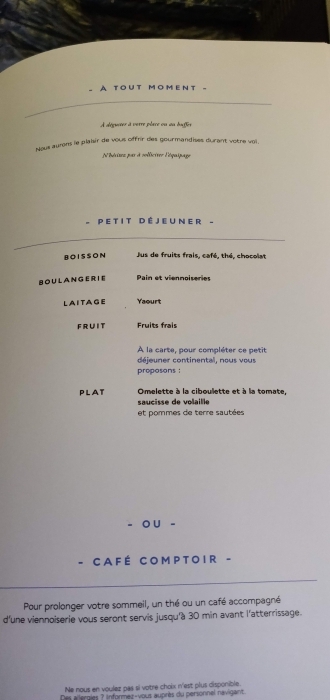 - A TOUT MOMENT -
A déguster à votre place ou au buffet
Nous aurons le plaisir de vous offrir des gourmandises durant votre vol.
N'hésitez pas à solliciter l'équipage
- PETIT DÉJEUNER -
BOISSON Jus de fruits frais, café, thé, chocolat
BOULANGERIE Pain et viennoiseries
LAITAGE Yaourt
FRUIT Fruits frais
À la carte, pour compléter ce petit
déjeuner continental, nous vous
proposons :
PLAT Omelette à la ciboulette et à la tomate,
saucisse de volaille
et pommes de terre sautées
- OU -
- CAFÉ COMPTOIR -
Pour prolonger votre sommeil, un thé ou un café accompagné
d'une viennoiserie vous seront servis jusqu'à 30 min avant l'atterrissage.
Ne nous en voulez pas si votre choix n'est plus disponible.
Des allergies ? Informez-vous auprès du personnel navigant.